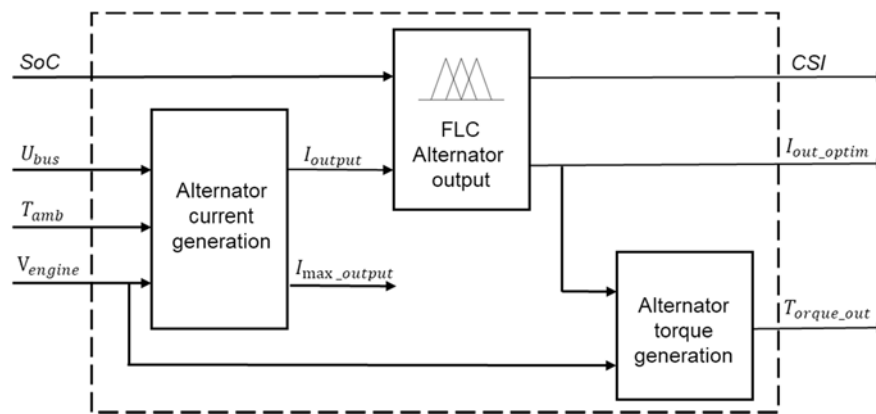 SoC
CSI
FLC
Alternator
output
U_bus
I_output
I_out_optim
Alternator
current
generation
T_amb
V_engine
I_max_output
Alternator
torque
generation
T_orque_out